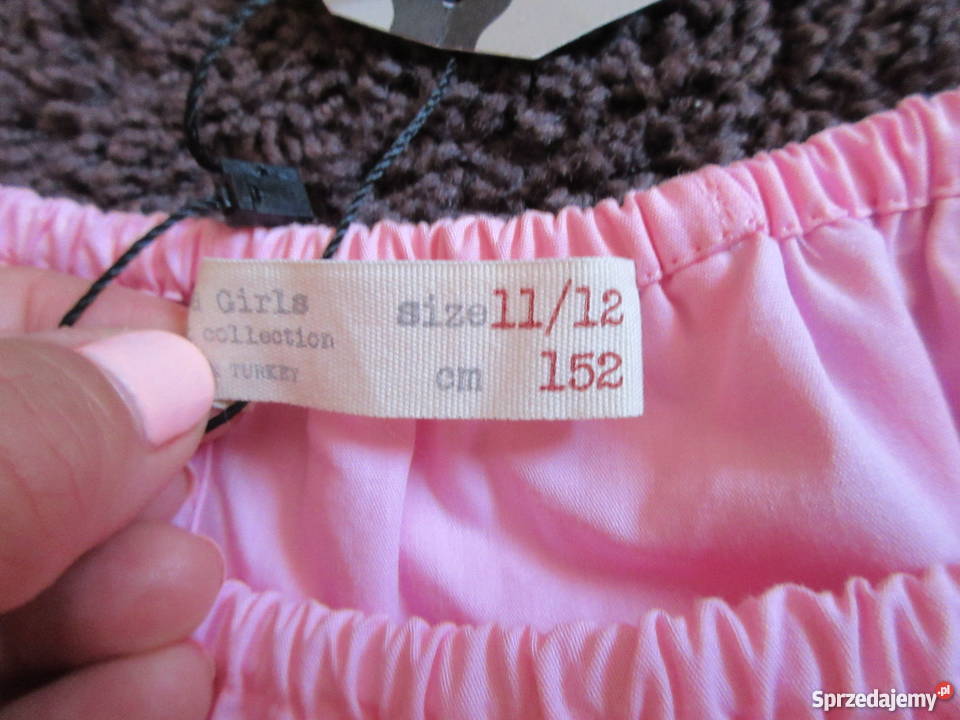 Girls size 11/12
collection
TURKEY cm 152
Sprzedajemy.pl